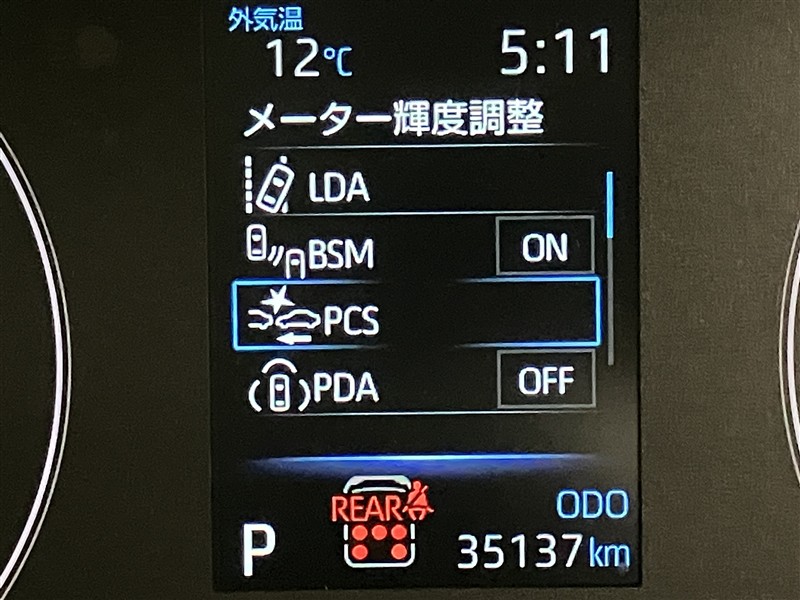 外気温
12℃ 5:11
メーター輝度調整
LDA
BSM ON
PCS
PDA OFF
REAR
ODO
P 35137km